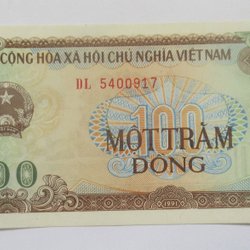 CỘNG HÒA XÃ HỘI CHỦ NGHĨA VIỆT NAM
DL 5400917
100
MỘT TRĂM
ĐỒNG
00
1991